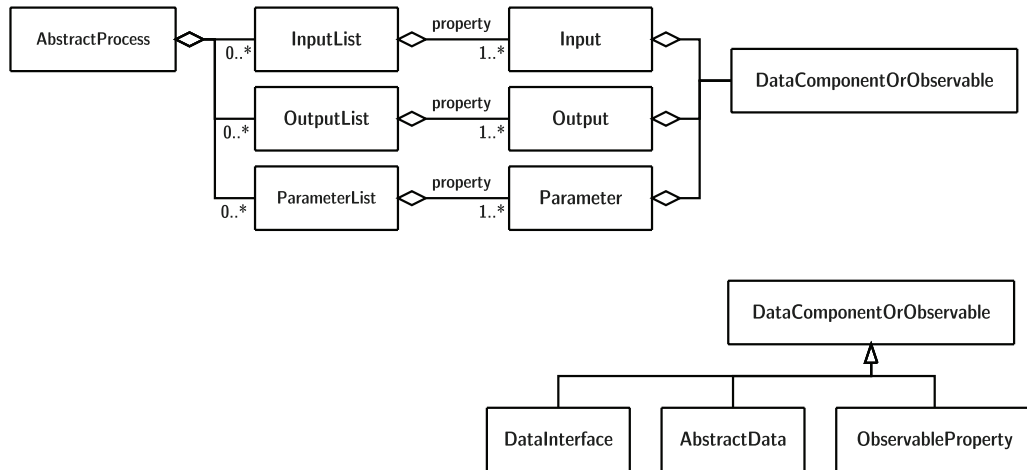 AbstractProcess
0..*
InputList
property
1..*
Input
DataComponentOrObservable
0..*
OutputList
property
1..*
Output
0..*
ParameterList
property
1..*
Parameter
DataComponentOrObservable
DataInterface
AbstractData
ObservableProperty